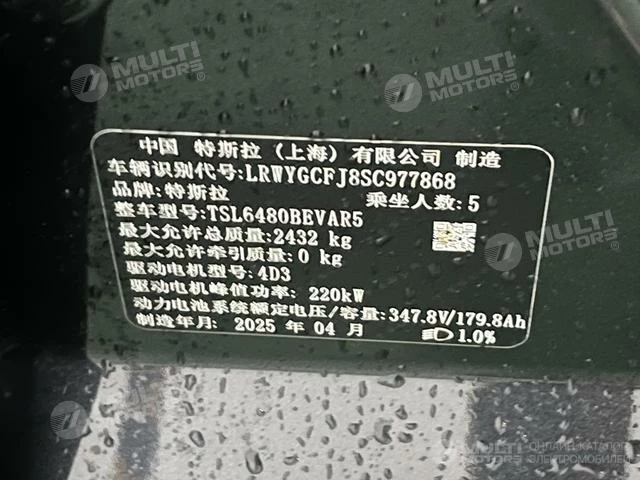 MULTI
MOTORS®
MULTI
MOTORS®
中国 特斯拉（上海）有限公司 制造
车辆识别代号:LRWYGCFJ8SC977868
品牌:特斯拉 乘坐人数:5
整车型号:TSL6480BEVAR5
最大允许总质量:2432 kg
最大允许牵引质量:0 kg
驱动电机型号:4D3
驱动电机峰值功率: 220kW
动力电池系统额定电压/容量:347.8V/179.8Ah
制造年月: 2025 年 04 月
1.0%
MULTI
MOTORS®
MULTI
MOTORS®
MULTI
MOTORS®
ОНЛАЙН-КАТАЛОГ
ЭЛЕКТРОМОБИЛЕЙ